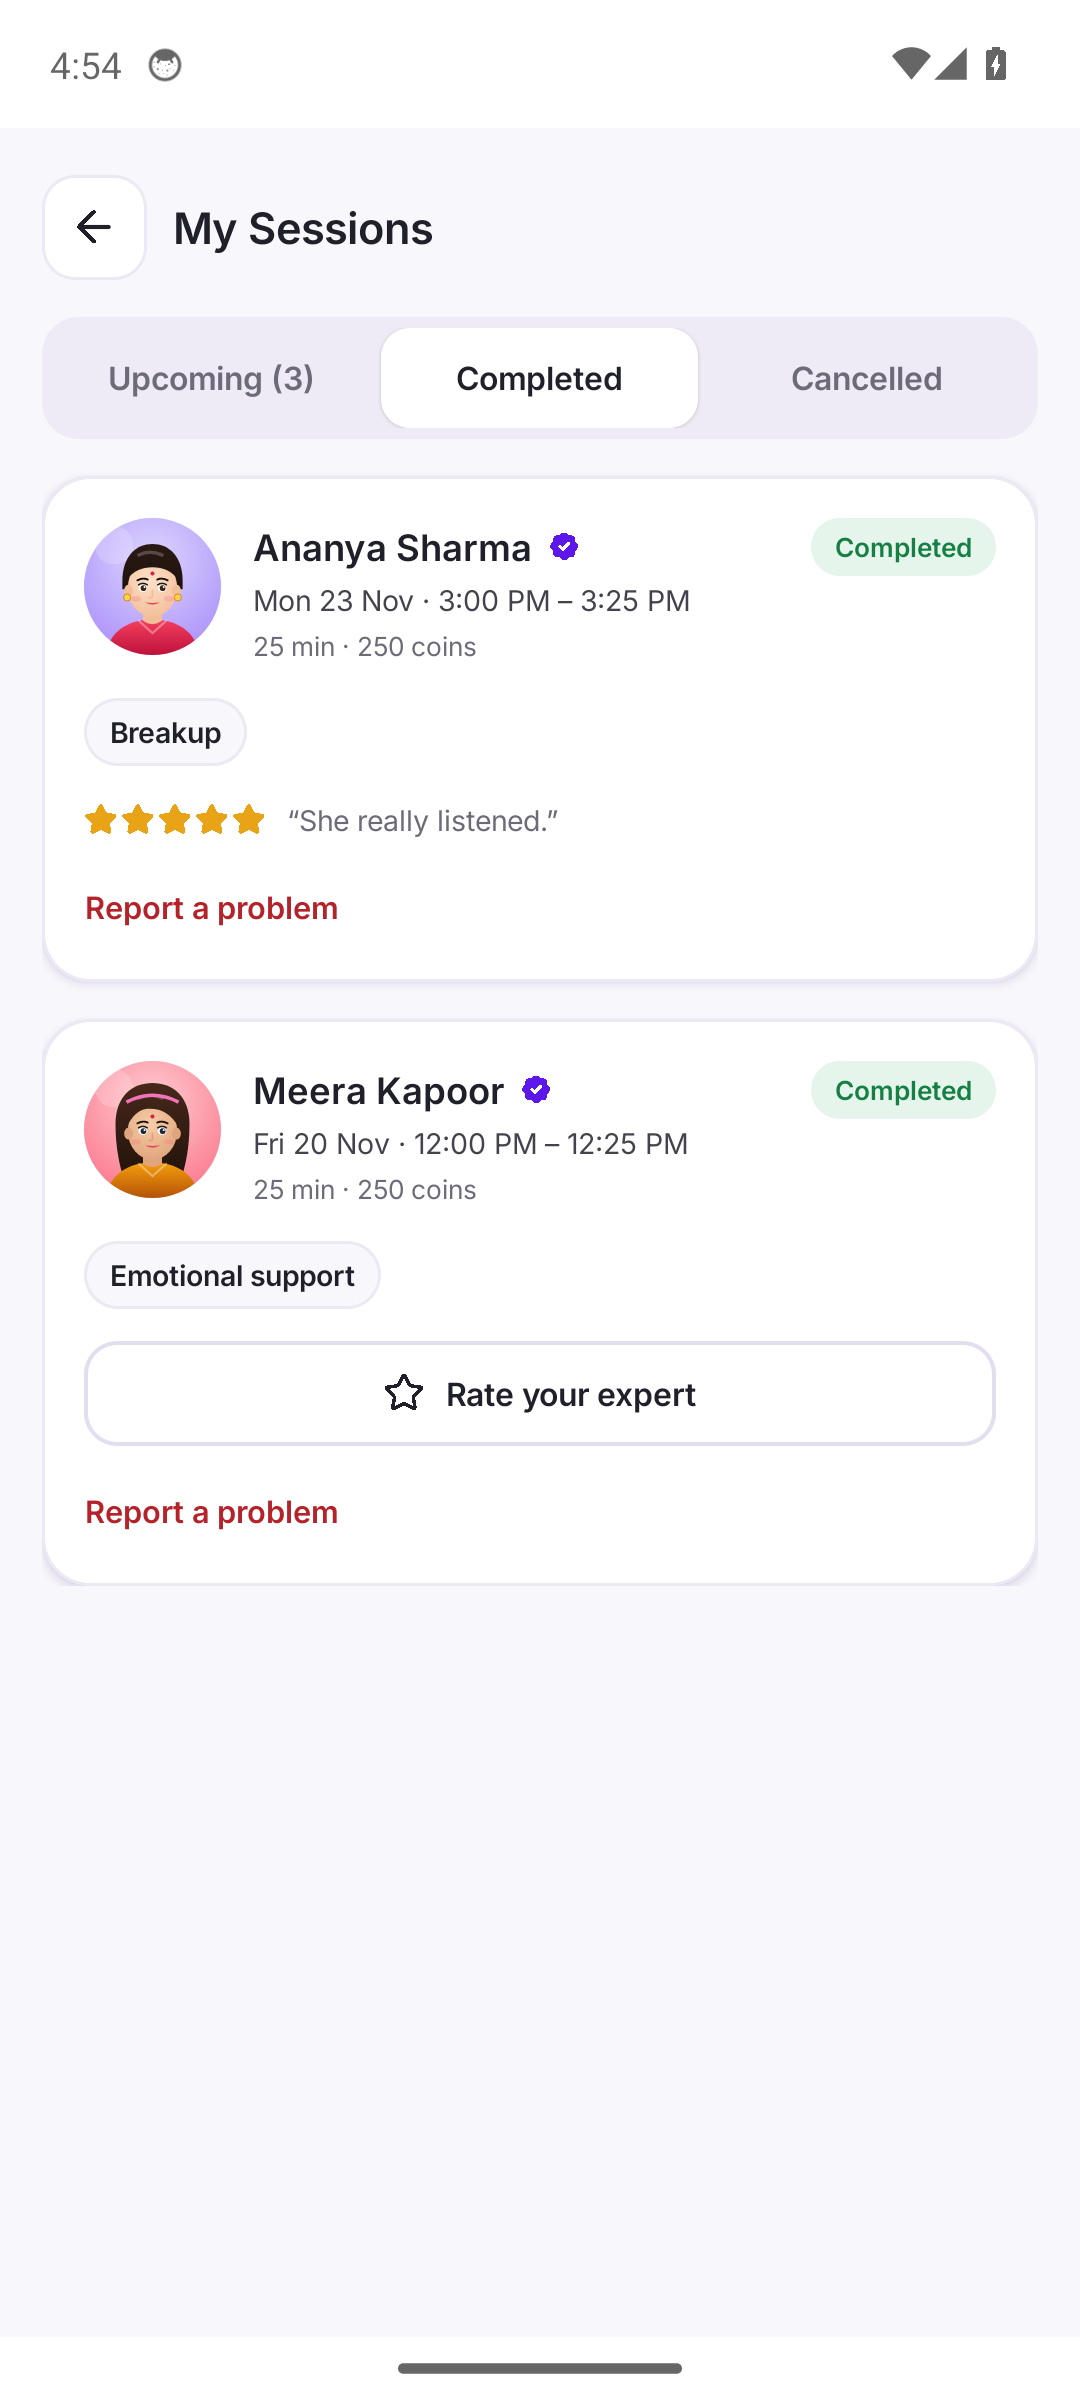 4:54
My Sessions
Upcoming (3)
Completed
Cancelled
Ananya Sharma
Completed
Mon 23 Nov · 3:00 PM – 3:25 PM
25 min · 250 coins
Breakup
“She really listened.”
Report a problem
Meera Kapoor
Completed
Fri 20 Nov · 12:00 PM – 12:25 PM
25 min · 250 coins
Emotional support
Rate your expert
Report a problem